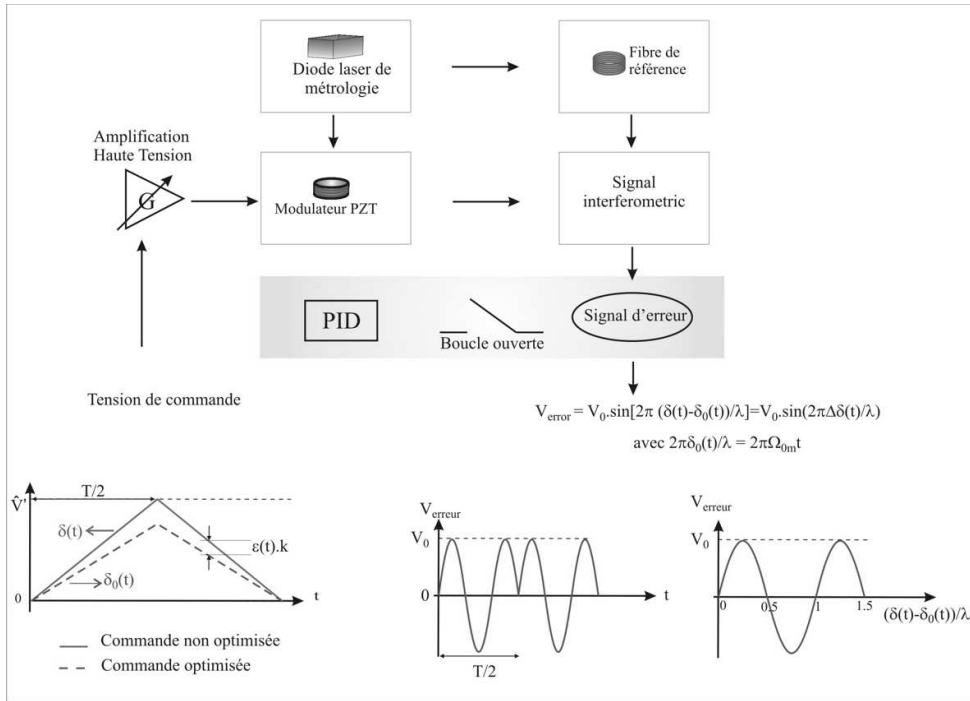 Diode laser de
métrologie
Fibre de
référence
Amplification
Haute Tension
G
Modulateur PZT
Signal
interferometric
PID
Boucle ouverte
Signal d'erreur
Tension de commande
V_error = V_0.sin[2π (δ(t)-δ_0(t))/λ]=V_0.sin(2πΔδ(t)/λ)
avec 2πδ_0(t)/λ = 2πΩ_0m t
V̂'
T/2
δ(t)
ε(t).k
δ_0(t)
0
t
Commande non optimisée
Commande optimisée
V_erreur
V_0
0
t
T/2
V_erreur
V_0
0
0 0.5 1 1.5
(δ(t)-δ_0(t))/λ